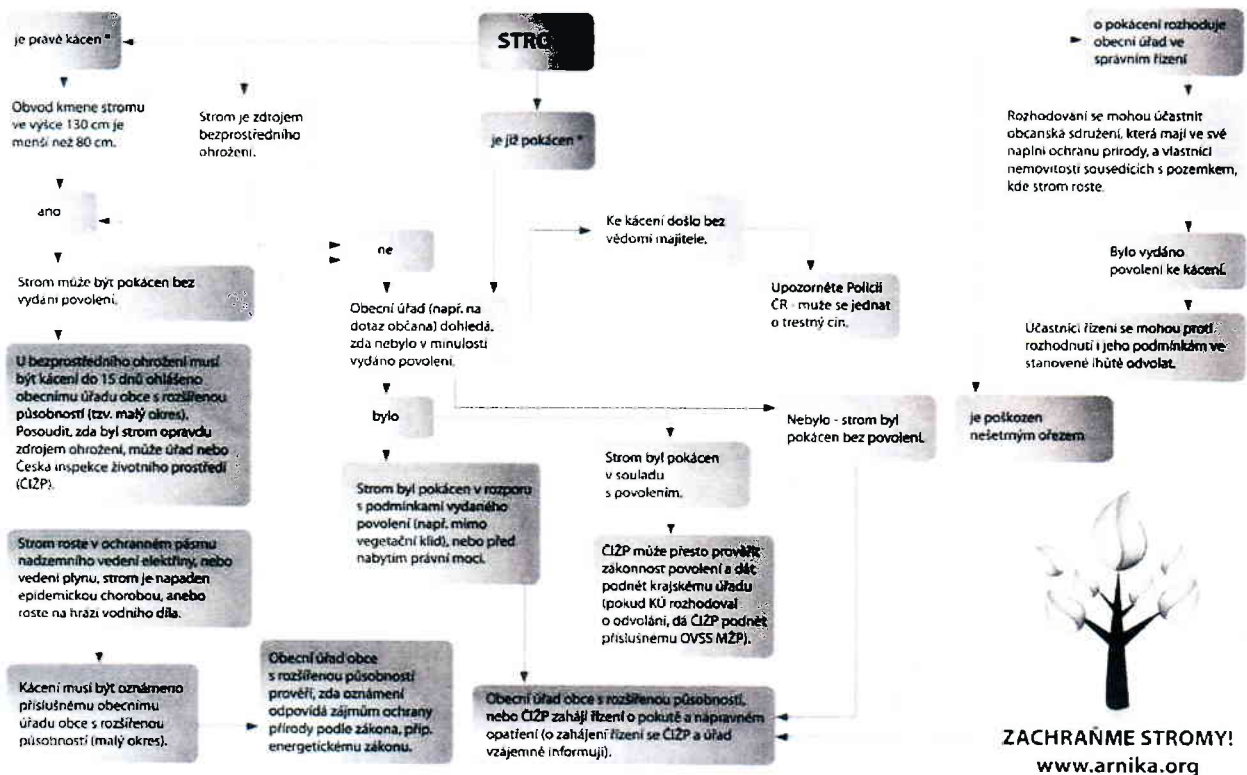 je právě kácen *
STRO
o pokácení rozhoduje
obecní úřad ve
správním řízení
Obvod kmene stromu
ve výšce 130 cm je
menší než 80 cm.
Strom je zdrojem
bezprostředního
ohrožení.
je již pokácen *
Rozhodování se mohou účastnit
občanská sdružení, která mají ve své
náplni ochranu přírody, a vlastníci
nemovitostí sousedících s pozemkem,
kde strom roste.
ano
ne
Ke kácení došlo bez
vědomí majitele.
Bylo vydáno
povolení ke kácení.
Strom může být pokácen bez
vydání povolení.
Obecní úřad (např. na
dotaz občana) dohledá,
zda nebylo v minulosti
vydáno povolení.
Upozorněte Policii
ČR - muže se jednat
o trestný čin.
Účastníci řízení se mohou proti
rozhodnutí i jeho podmínkám ve
stanovené lhůtě odvolat.
U bezprostředního ohrožení musí
být kácení do 15 dnů ohlášeno
obecnímu úřadu obce s rozšířenou
působností (tzv. malý okres).
Posoudit, zda byl strom opravdu
zdrojem ohrožení, může úřad nebo
Česká inspekce životního prostředí
(ČIŽP).
bylo
Nebylo - strom byl
pokácen bez povolení.
je poškozen
nešetrným ořezem
Strom byl pokácen
v souladu
s povolením.
Strom byl pokácen v rozporu
s podmínkami vydaného
povolení (např. mimo
vegetační klid), nebo před
nabytím právní moci.
Strom roste v ochranném pásmu
nadzemního vedení elektřiny, nebo
vedení plynu, strom je napaden
epidemickou chorobou, anebo
roste na hrázi vodního díla.
ČIŽP může přesto prověřit
zákonnost povolení a dát
podnět krajskému úřadu
(pokud KÚ rozhodoval
o odvolání, dá ČIŽP podnět
příslušnému OVSS MŽP).
Kácení musí být oznámeno
příslušnému obecnímu
úřadu obce s rozšířenou
působností (malý okres).
Obecní úřad obce
s rozšířenou působností
prověří, zda oznámení
odpovídá zájmům ochrany
přírody podle zákona, příp.
energetickému zákonu.
Obecní úřad obce s rozšířenou působností,
nebo ČIŽP zahájí řízení o pokutě a nápravném
opatření (o zahájení řízení se ČIŽP a úřad
vzájemně informují).
ZACHRAŇME STROMY!
www.arnika.org